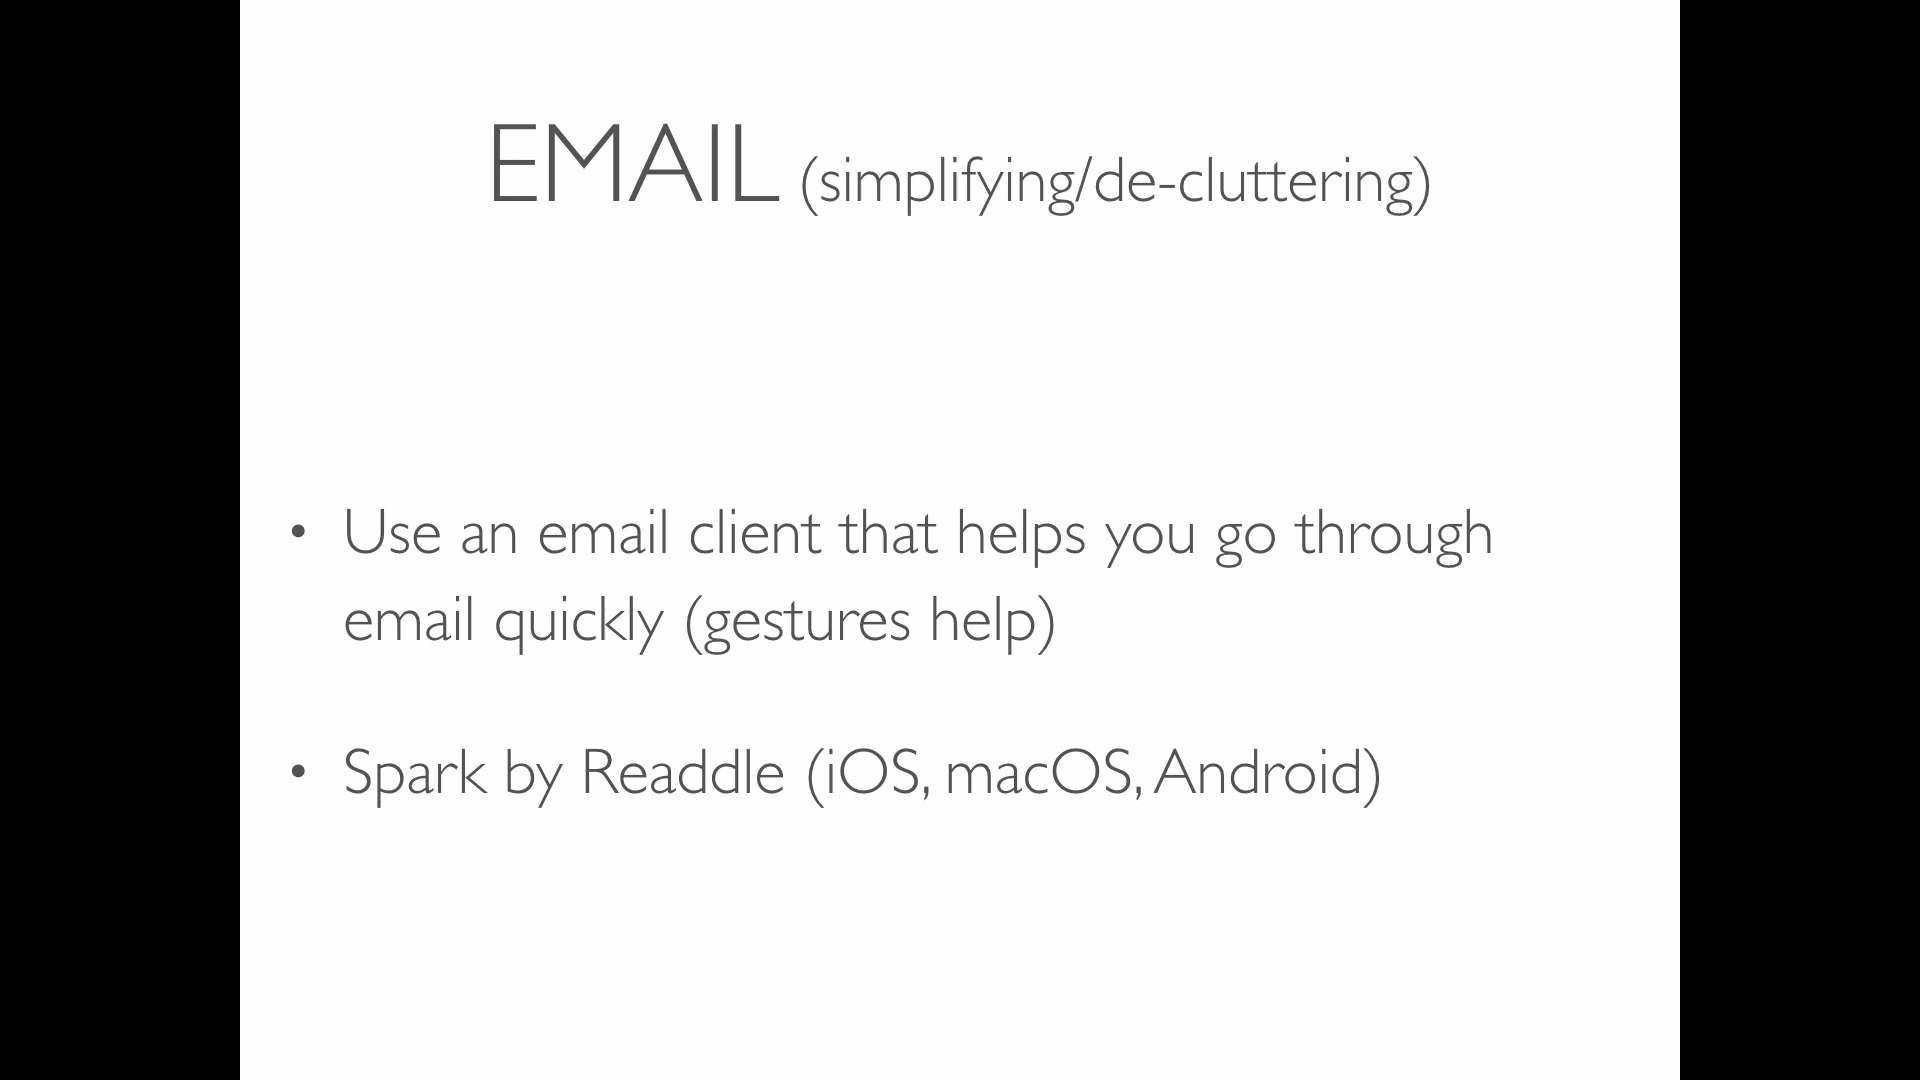 EMAIL (simplifying/de-cluttering)
• Use an email client that helps you go through
email quickly (gestures help)
• Spark by Readdle (iOS, macOS, Android)